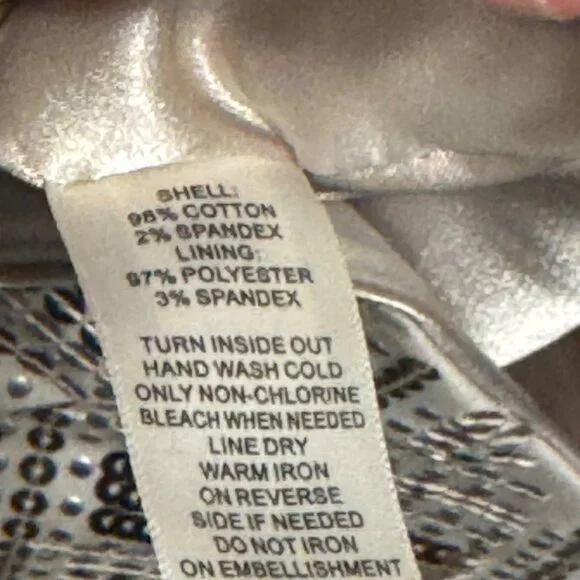 SHELL:
98% COTTON
2% SPANDEX
LINING:
97% POLYESTER
3% SPANDEX
TURN INSIDE OUT
HAND WASH COLD
ONLY NON-CHLORINE
BLEACH WHEN NEEDED
LINE DRY
WARM IRON
ON REVERSE
SIDE IF NEEDED
DO NOT IRON
ON EMBELLISHMENT